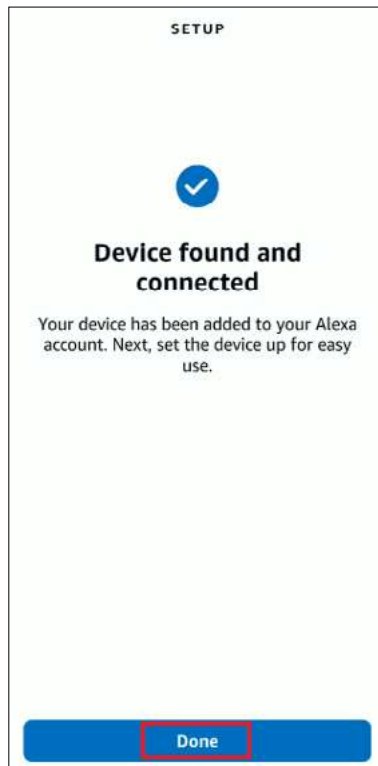 SETUP
Device found and
connected
Your device has been added to your Alexa
account. Next, set the device up for easy
use.
Done